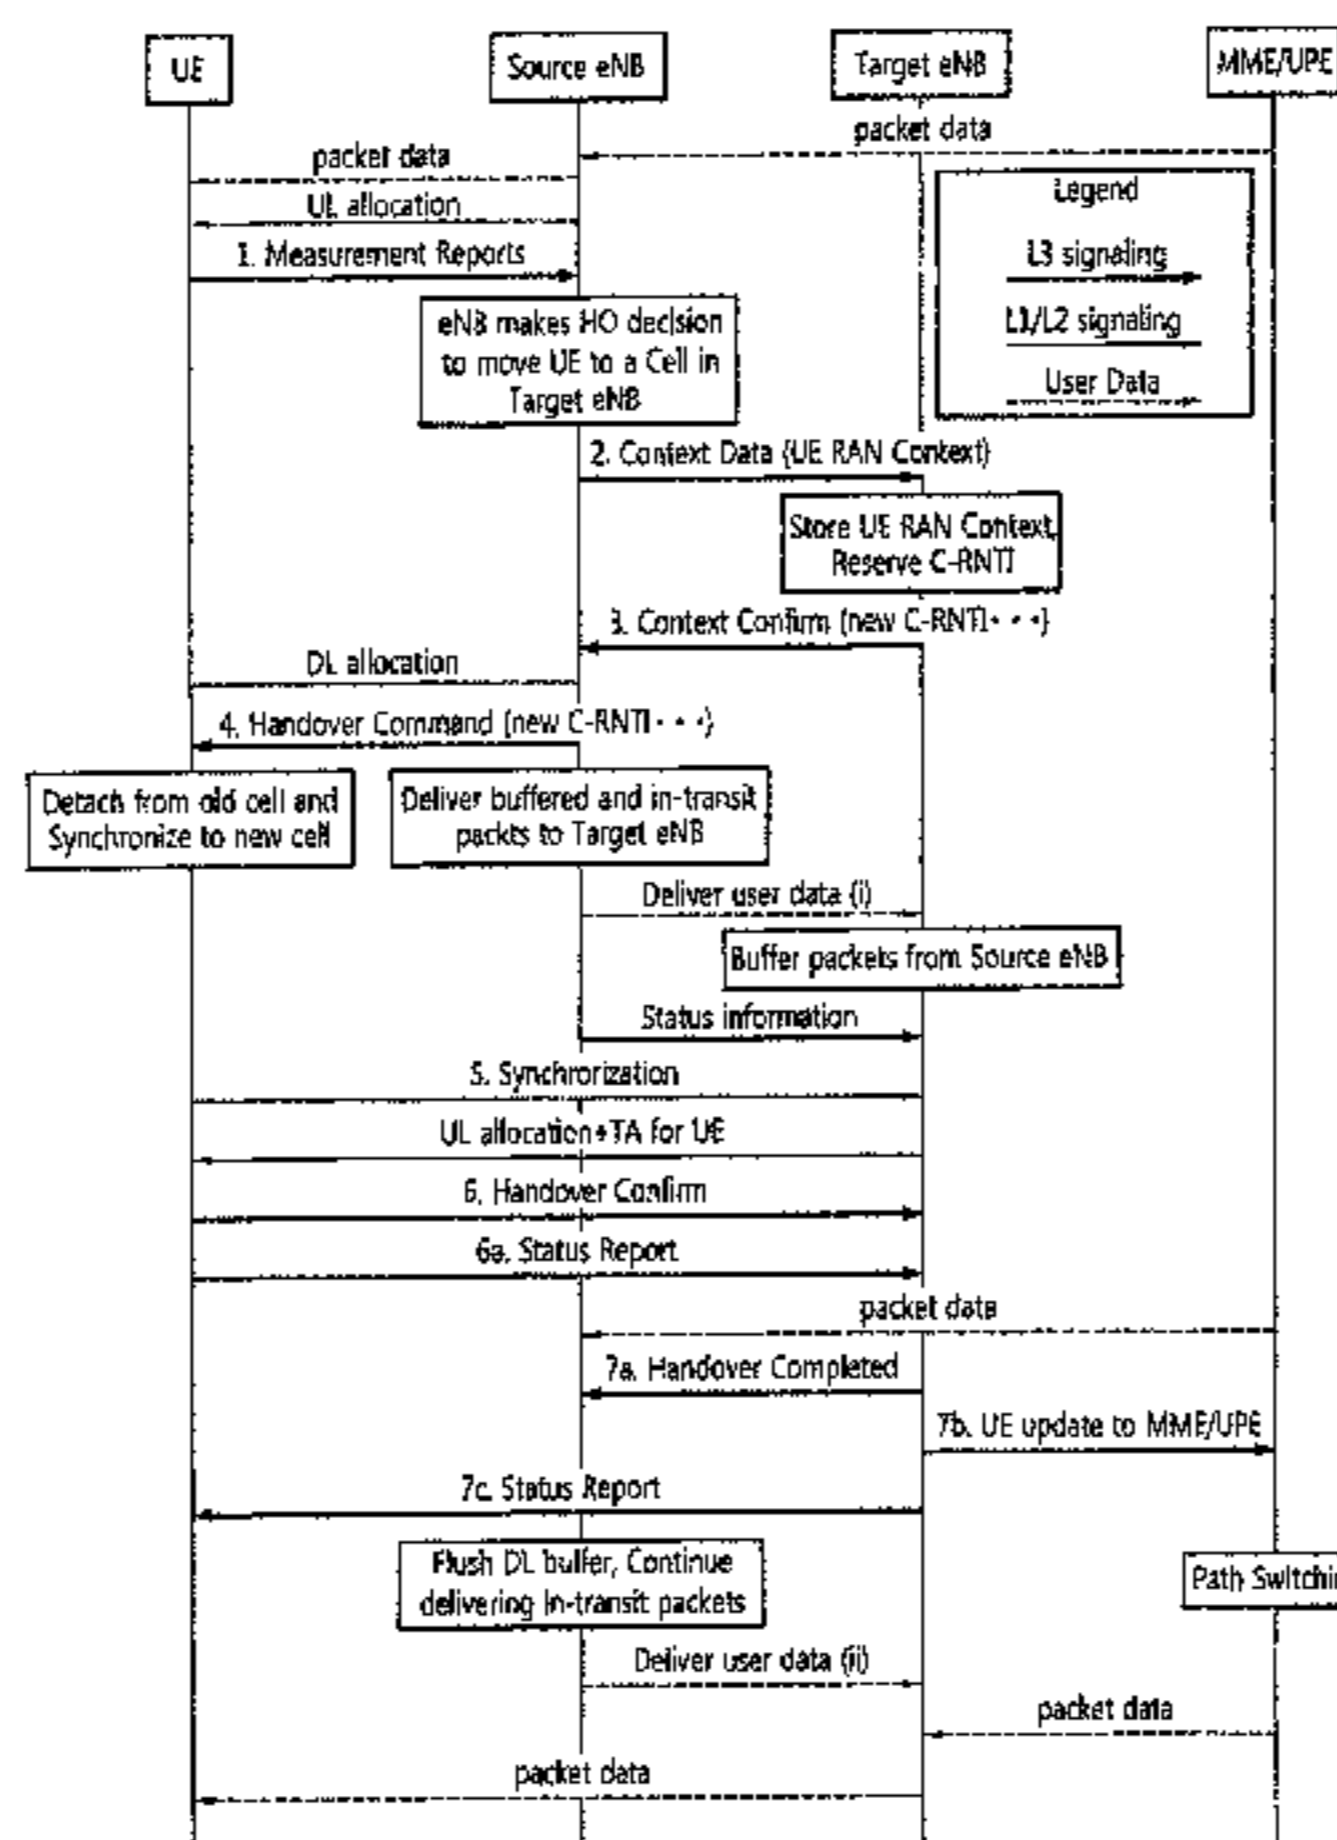 UE
Source eNB
Target eNB
MME/UPE
packet data
packet data
UL allocation
1. Measurement Reports
Legend
L3 signaling
L1/L2 signaling
User Data
eNB makes HO decision
to move UE to a Cell in
Target eNB
2. Context Data (UE RAN Context)
Store UE RAN Context,
Reserve C-RNTI
3. Context Confirm (new C-RNTI···)
DL allocation
4. Handover Command (new C-RNTI···)
Detach from old cell and
Synchronize to new cell
Deliver buffered and in-transit
packts to Target eNB
Deliver user data (i)
Buffer packets from Source eNB
Status information
5. Synchrorization
UL allocation+TA for UE
6. Handover Confirm
6a. Status Report
packet data
7a. Handover Completed
7b. UE update to MME/UPE
7c. Status Report
Flush DL buffer, Continue
delivering in-transit packets
Path Switchin
Deliver user data (ii)
packet data
packet data